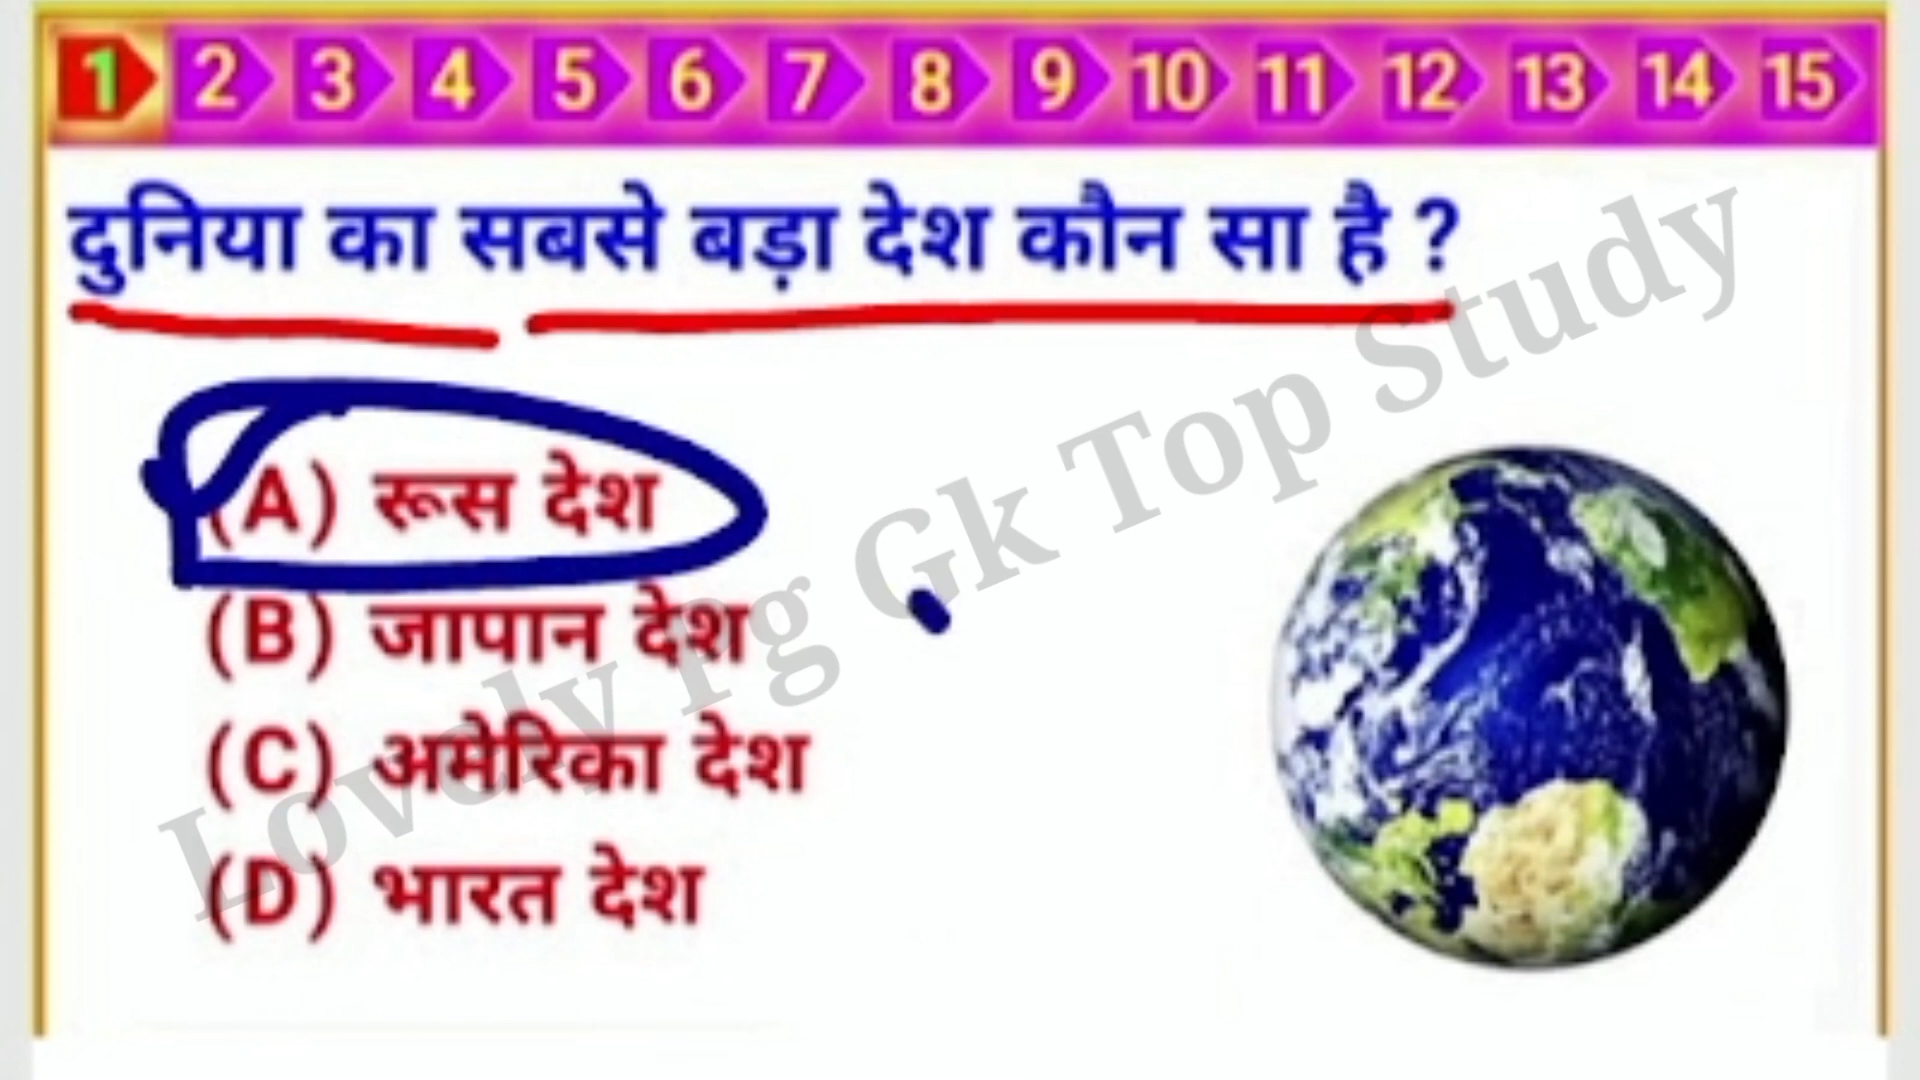 1 2 3 4 5 6 7 8 9 10 11 12 13 14 15
दुनिया का सबसे बड़ा देश कौन सा है ?
(A) रूस देश
(B) जापान देश
(C) अमेरिका देश
(D) भारत देश
Lovely Pg Gk Top Study